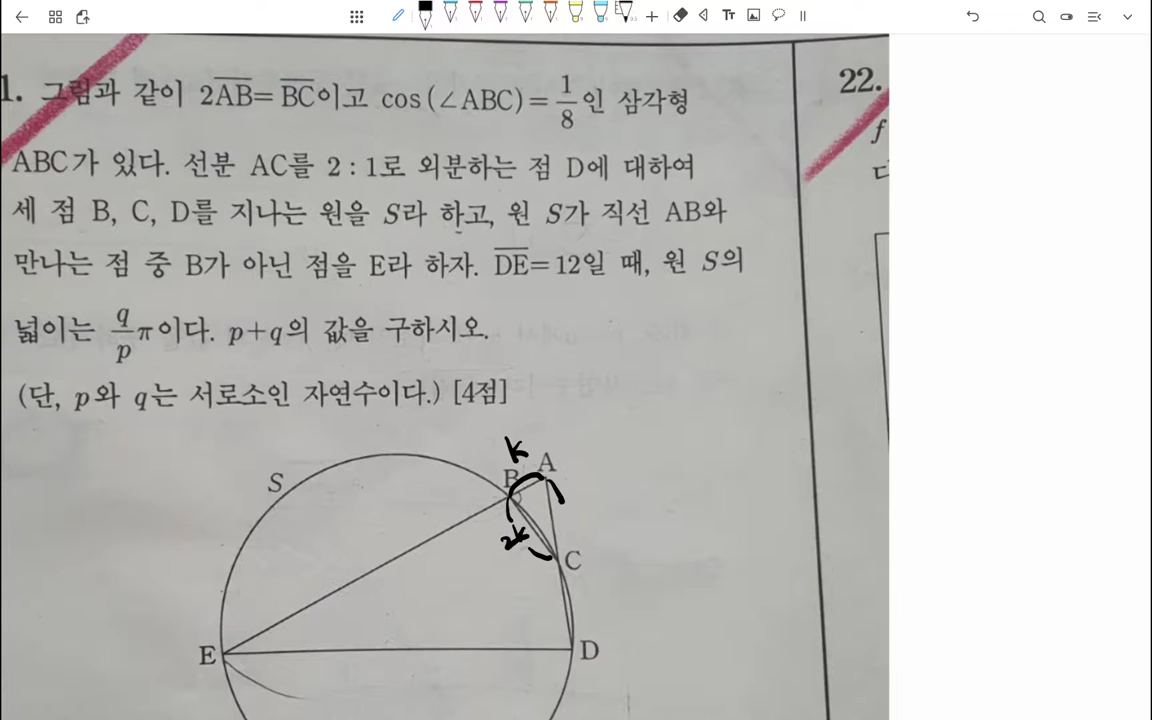 Tт
1. 그림과 같이 2AB=BC이고 cos(∠ABC)=1/8인 삼각형
22.
ABC가 있다. 선분 AC를 2 : 1로 외분하는 점 D에 대하여
f
세 점 B, C, D를 지나는 원을 S라 하고, 원 S가 직선 AB와
만나는 점 중 B가 아닌 점을 E라 하자. DE=12일 때, 원 S의
넓이는 q/p π이다. p+q의 값을 구하시오.
(단, p와 q는 서로소인 자연수이다.) [4점]
k
A
B
S
2k
C
E
D